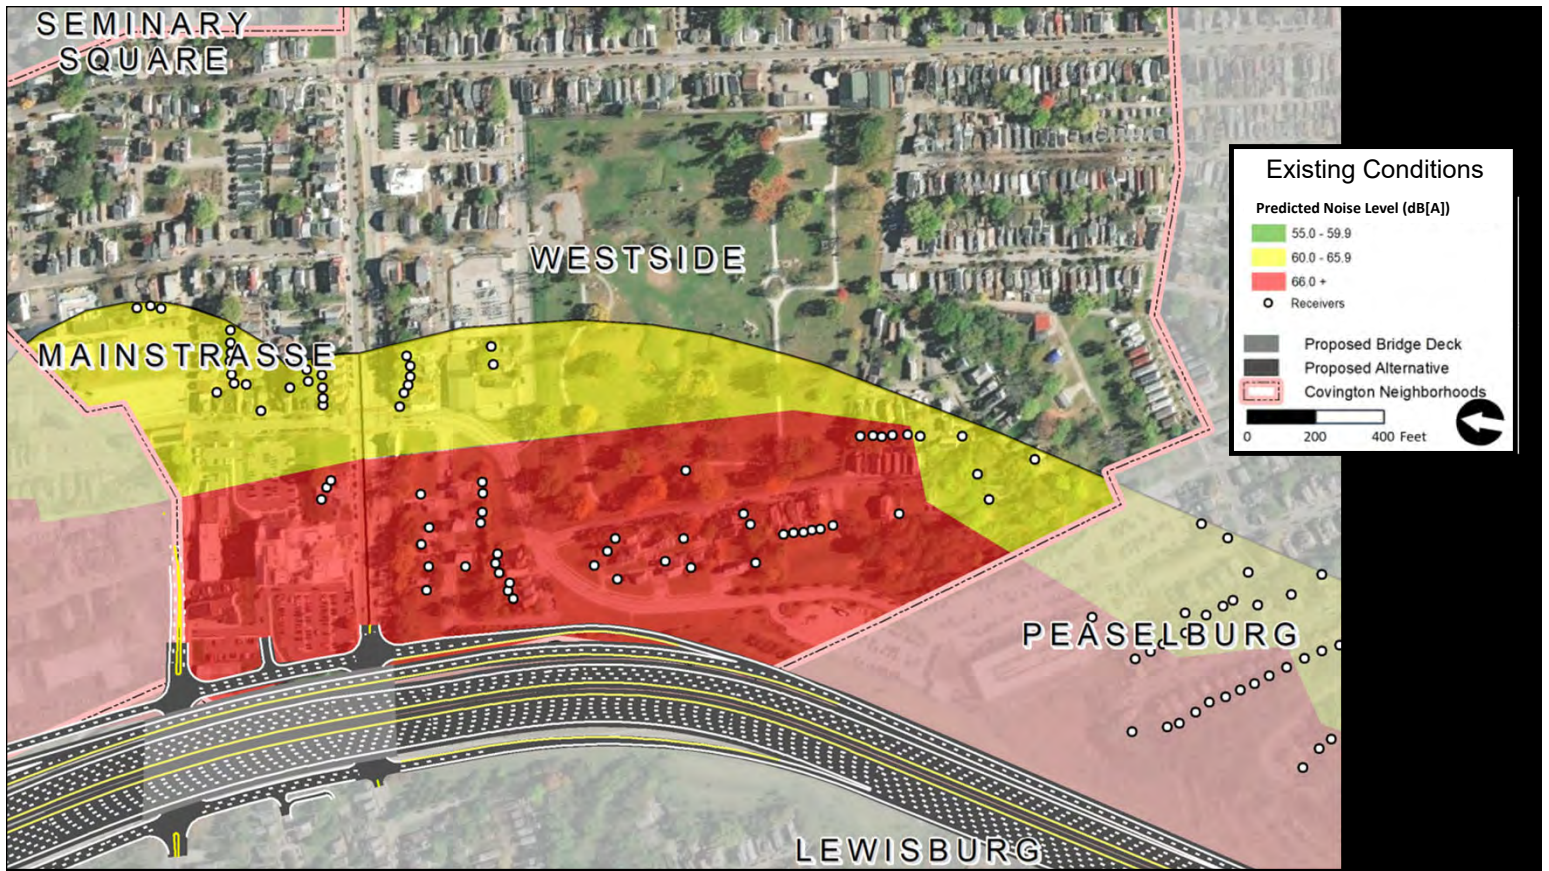 SEMINARY
SQUARE
WESTSIDE
MAINSTRASSE
PEASELBURG
LEWISBURG
Existing Conditions
Predicted Noise Level (dB[A])
55.0 - 59.9
60.0 - 65.9
66.0 +
Receivers
Proposed Bridge Deck
Proposed Alternative
Covington Neighborhoods
0 200 400 Feet